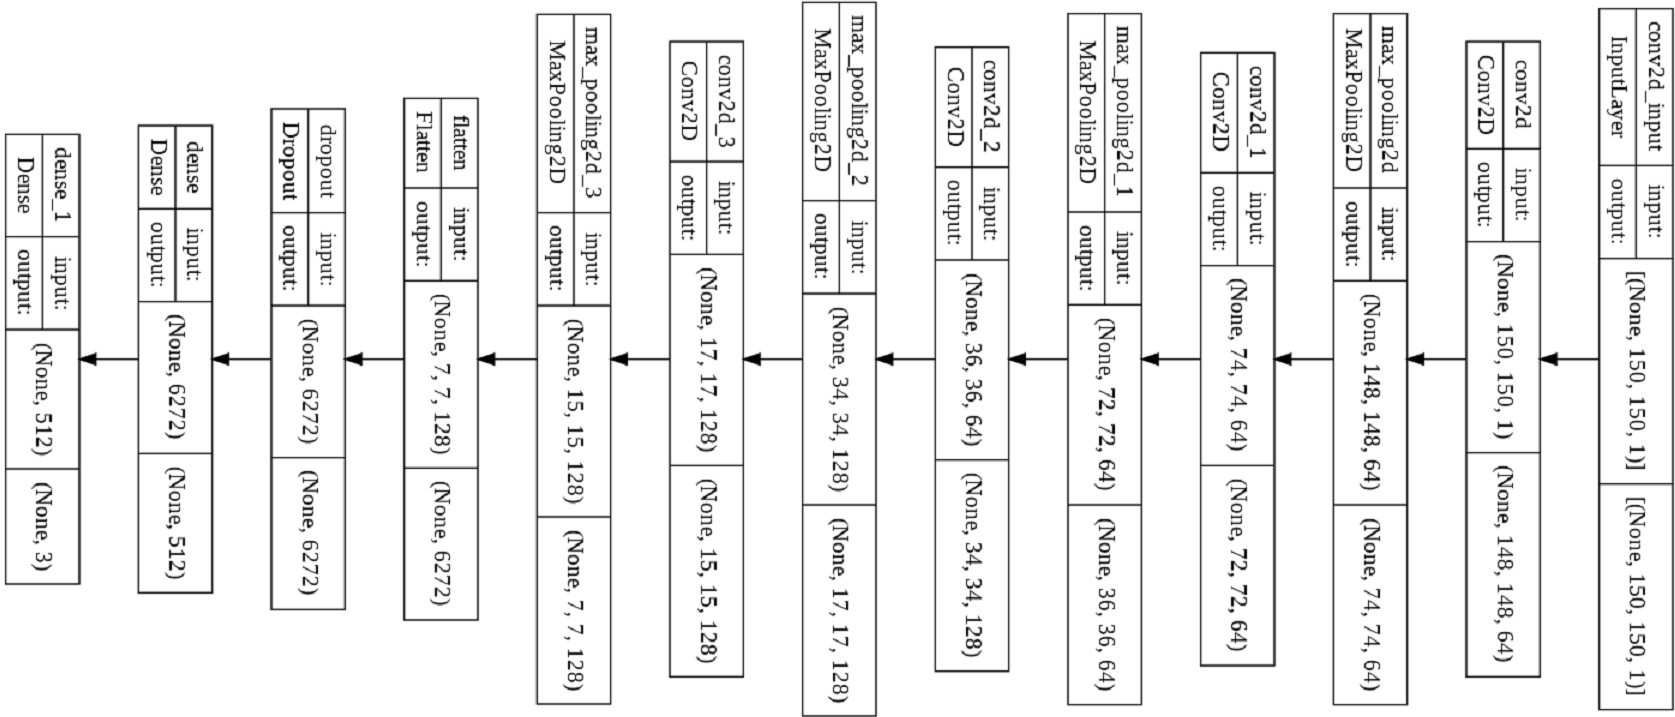 conv2d_input input: [(None, 150, 150, 1)] [(None, 150, 150, 1)]
InputLayer output:
conv2d input: (None, 150, 150, 1) (None, 148, 148, 64)
Conv2D output:
max_pooling2d input: (None, 148, 148, 64) (None, 74, 74, 64)
MaxPooling2D output:
conv2d_1 input: (None, 74, 74, 64) (None, 72, 72, 64)
Conv2D output:
max_pooling2d_1 input: (None, 72, 72, 64) (None, 36, 36, 64)
MaxPooling2D output:
conv2d_2 input: (None, 36, 36, 64) (None, 34, 34, 128)
Conv2D output:
max_pooling2d_2 input: (None, 34, 34, 128) (None, 17, 17, 128)
MaxPooling2D output:
conv2d_3 input: (None, 17, 17, 128) (None, 15, 15, 128)
Conv2D output:
max_pooling2d_3 input: (None, 15, 15, 128) (None, 7, 7, 128)
MaxPooling2D output:
flatten input: (None, 7, 7, 128) (None, 6272)
Flatten output:
dropout input: (None, 6272) (None, 6272)
Dropout output:
dense input: (None, 6272) (None, 512)
Dense output:
dense_1 input: (None, 512) (None, 3)
Dense output: